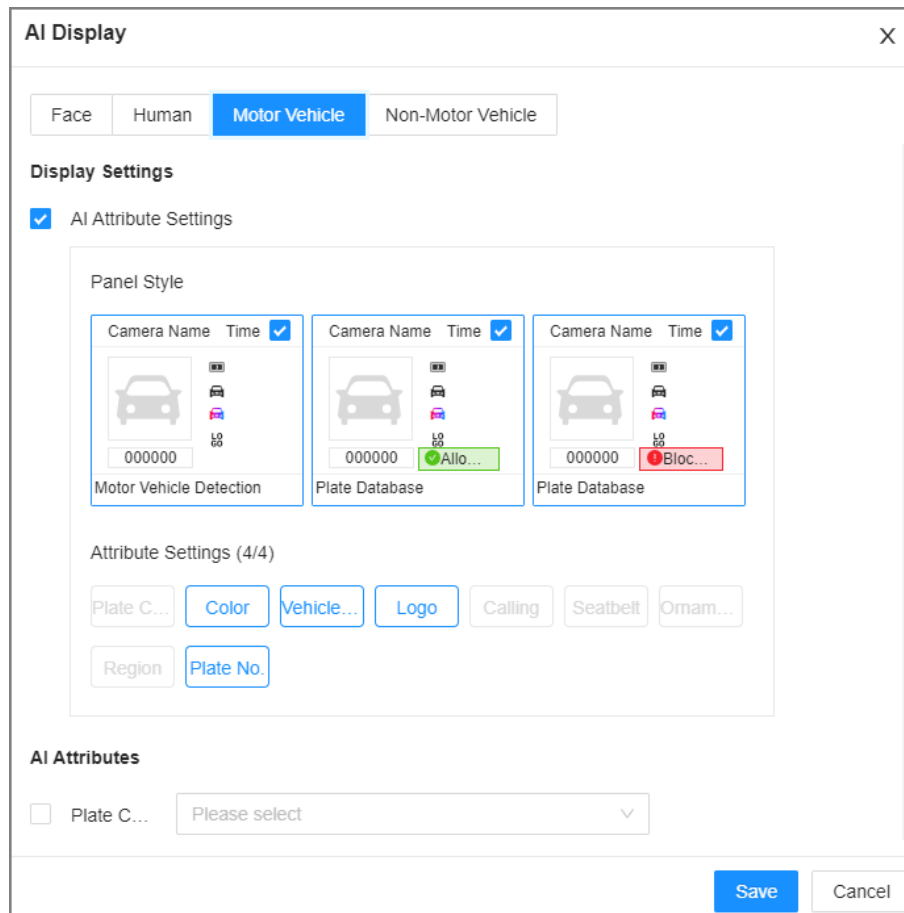 AI Display X
Face Human Motor Vehicle Non-Motor Vehicle
Display Settings
AI Attribute Settings
Panel Style
Camera Name Time Camera Name Time Camera Name Time
LO GO LO GO LO GO
000000 000000 Allo... 000000 Bloc...
Motor Vehicle Detection Plate Database Plate Database
Attribute Settings (4/4)
Plate C... Color Vehicle... Logo Calling Seatbelt Ornam...
Region Plate No.
AI Attributes
Plate C... Please select
Save Cancel